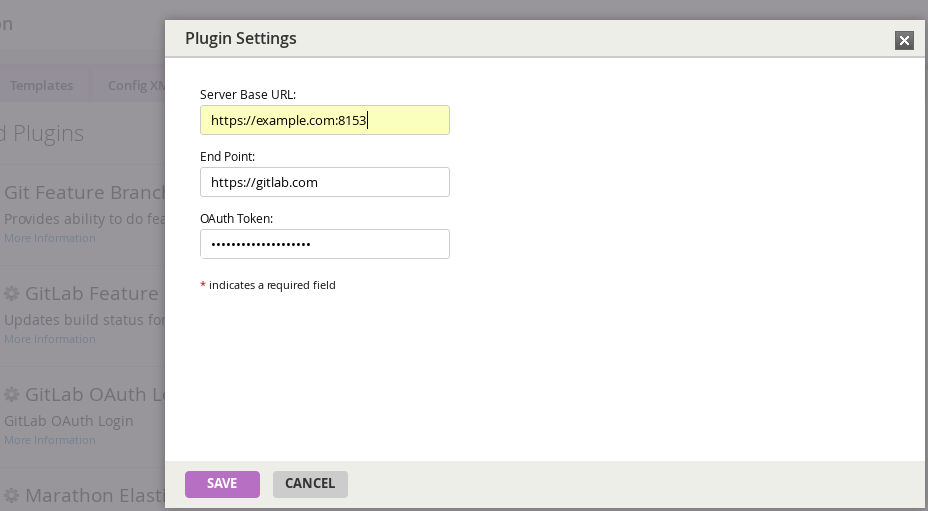 on
Plugin Settings
Templates
Config XM
Server Base URL:
https://example.com:8153
d Plugins
End Point:
https://gitlab.com
Git Feature Branch
Provides ability to do fea
More Information
OAuth Token:
••••••••••••••••••••
* indicates a required field
GitLab Feature
Updates build status for
More Information
GitLab OAuth Lo
GitLab OAuth Login
More Information
SAVE
CANCEL
Marathon Elasti